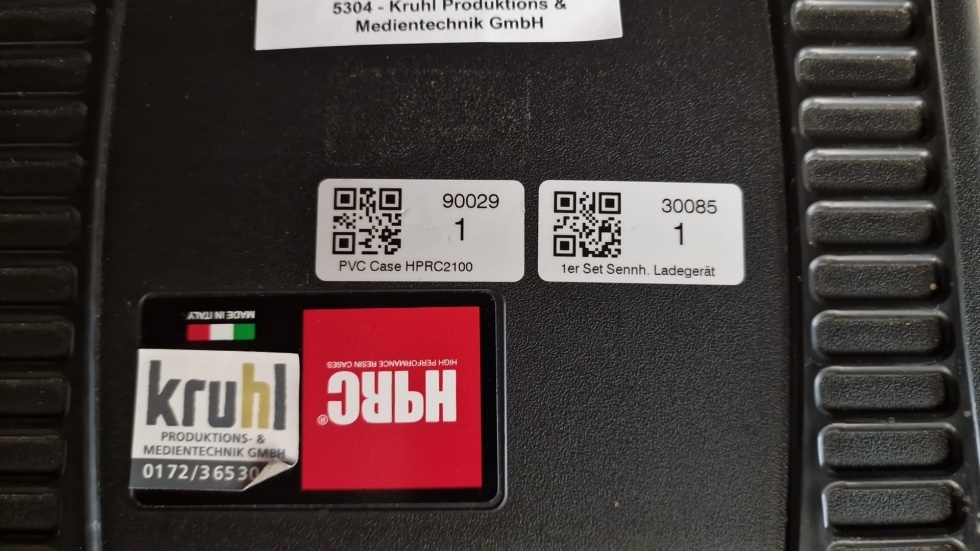 5304 - Kruhl Produktions &
Medientechnik GmbH
90029
1
PVC Case HPRC2100
30085
1
1er Set Sennh. Ladegerät
MADE IN ITALY
kruhl
PRODUKTIONS- &
MEDIENTECHNIK GMBH
0172/36530
HPRC®
HIGH PERFORMANCE RESIN CASES